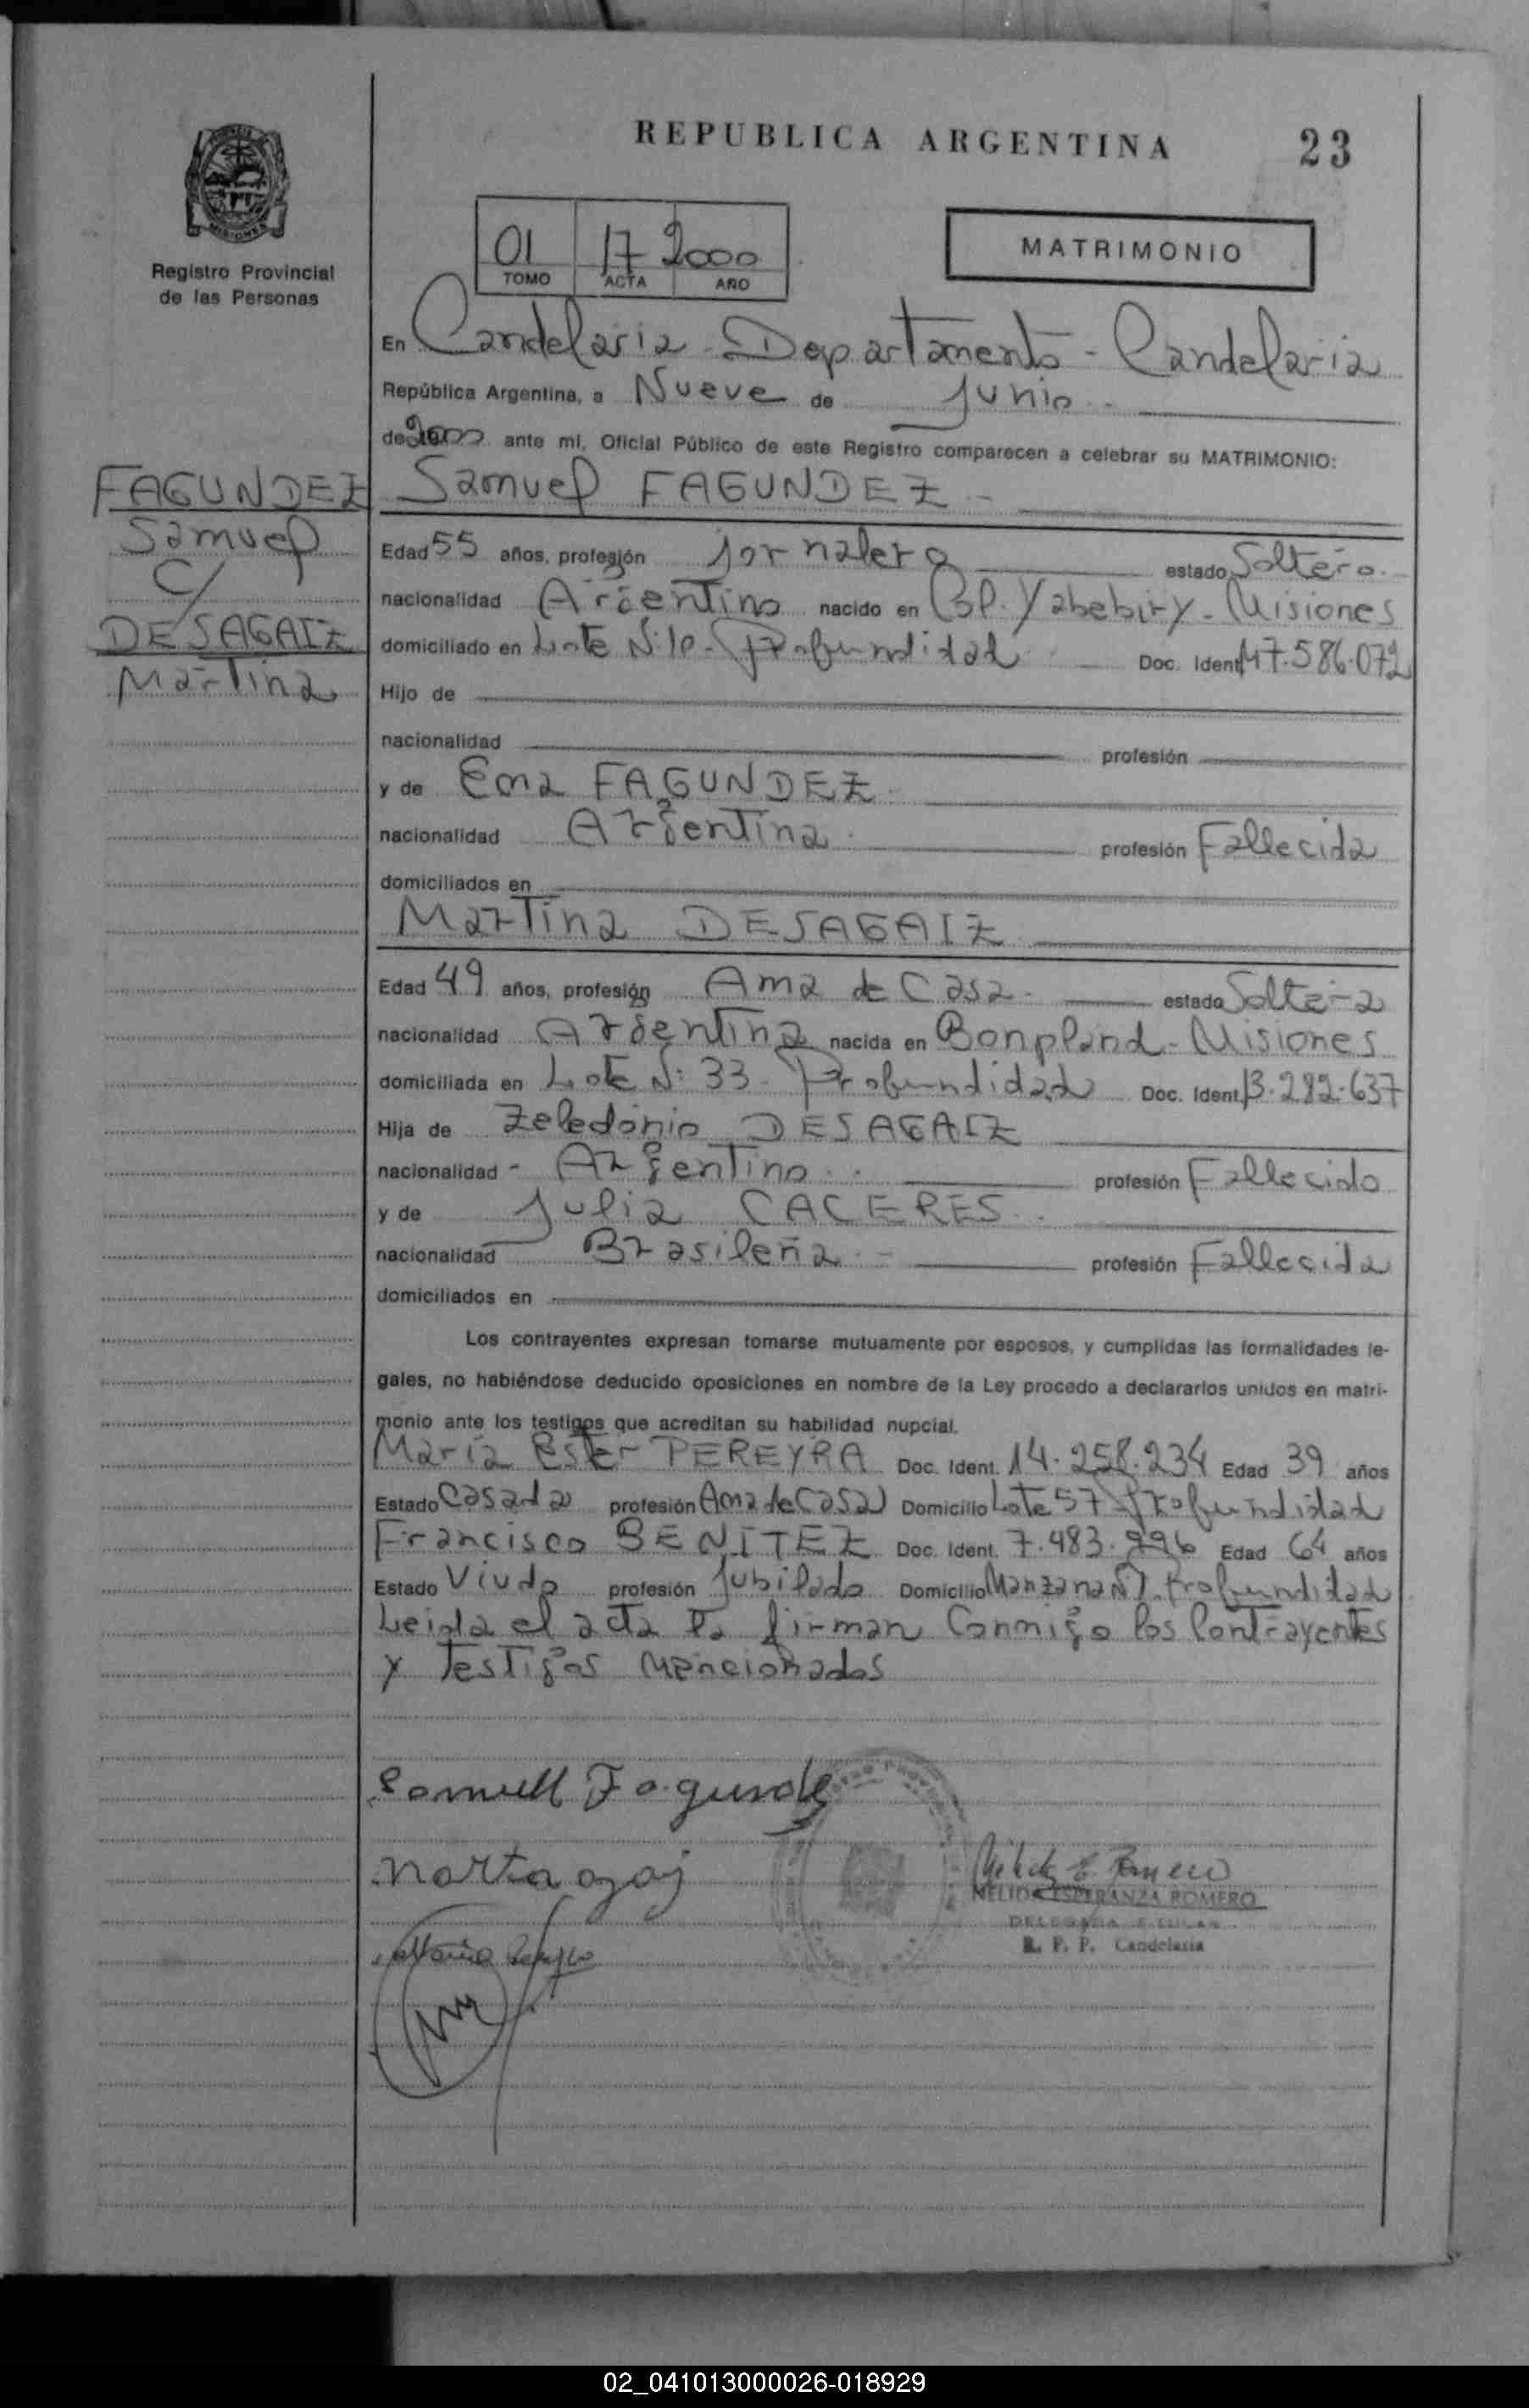 REPUBLICA ARGENTINA 23
01 17 2000
TOMO ACTA AÑO
MATRIMONIO
MISIONES
Registro Provincial
de las Personas
En Candelaria - Departamento - Candelaria
República Argentina, a Nueve de Junio.
de 2000 ante mí, Oficial Público de este Registro comparecen a celebrar su MATRIMONIO:
FAGUNDEZ
Samuel
C/
DESAGAIZ
Martina
Samuel FAGUNDEZ -
Edad 55 años, profesión Jornalero estado Soltero.
nacionalidad Argentino nacido en Bp. Yabebiry - Misiones
domiciliado en Lote N: 10 - Profundidad Doc. Ident. M7.586.072
Hijo de
nacionalidad profesión
y de Ema FAGUNDEZ.
nacionalidad Argentina. profesión Fallecida
domiciliados en
Martina DESAGAIZ
Edad 49 años, profesión Ama de Casa. estado Soltera
nacionalidad Argentina nacida en Bonpland - Misiones
domiciliada en Lote N: 33 - Profundidad Doc. Ident. 13.282.637
Hija de Zeledonio DESAGAIZ
nacionalidad - Argentino.. profesión Fallecido
y de Julia CACERES.
nacionalidad Brasileña. - profesión Fallecida
domiciliados en
Los contrayentes expresan tomarse mutuamente por esposos, y cumplidas las formalidades le-
gales, no habiéndose deducido oposiciones en nombre de la Ley procedo a declararlos unidos en matri-
monio ante los testigos que acreditan su habilidad nupcial.
María Ester PEREYRA Doc. Ident. 14.258.234 Edad 39 años
Estado Casada profesión Ama de Casa Domicilio Lote 57 Profundidad
Francisco BENITEZ Doc. Ident. 7.483.996 Edad 64 años
Estado Viudo profesión Jubilado Domicilio Manzana N: 1. Profundidad
Leida el acta la firman Conmigo los Contrayentes
y Testigos Mencionados
Samuell Fagunde
NELIDA ESPERANZA ROMERO
DELEGADA
R. P. P. Candelaria
02_041013000026-018929